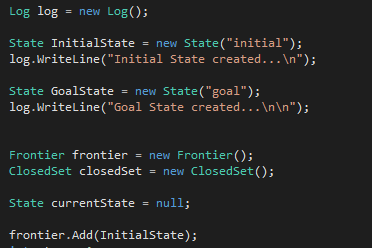 Log log = new Log();
State InitialState = new State("initial");
log.WriteLine("Initial State created...\n");
State GoalState = new State("goal");
log.WriteLine("Goal State created...\n\n");
Frontier frontier = new Frontier();
ClosedSet closedSet = new ClosedSet();
State currentState = null;
frontier.Add(InitialState);